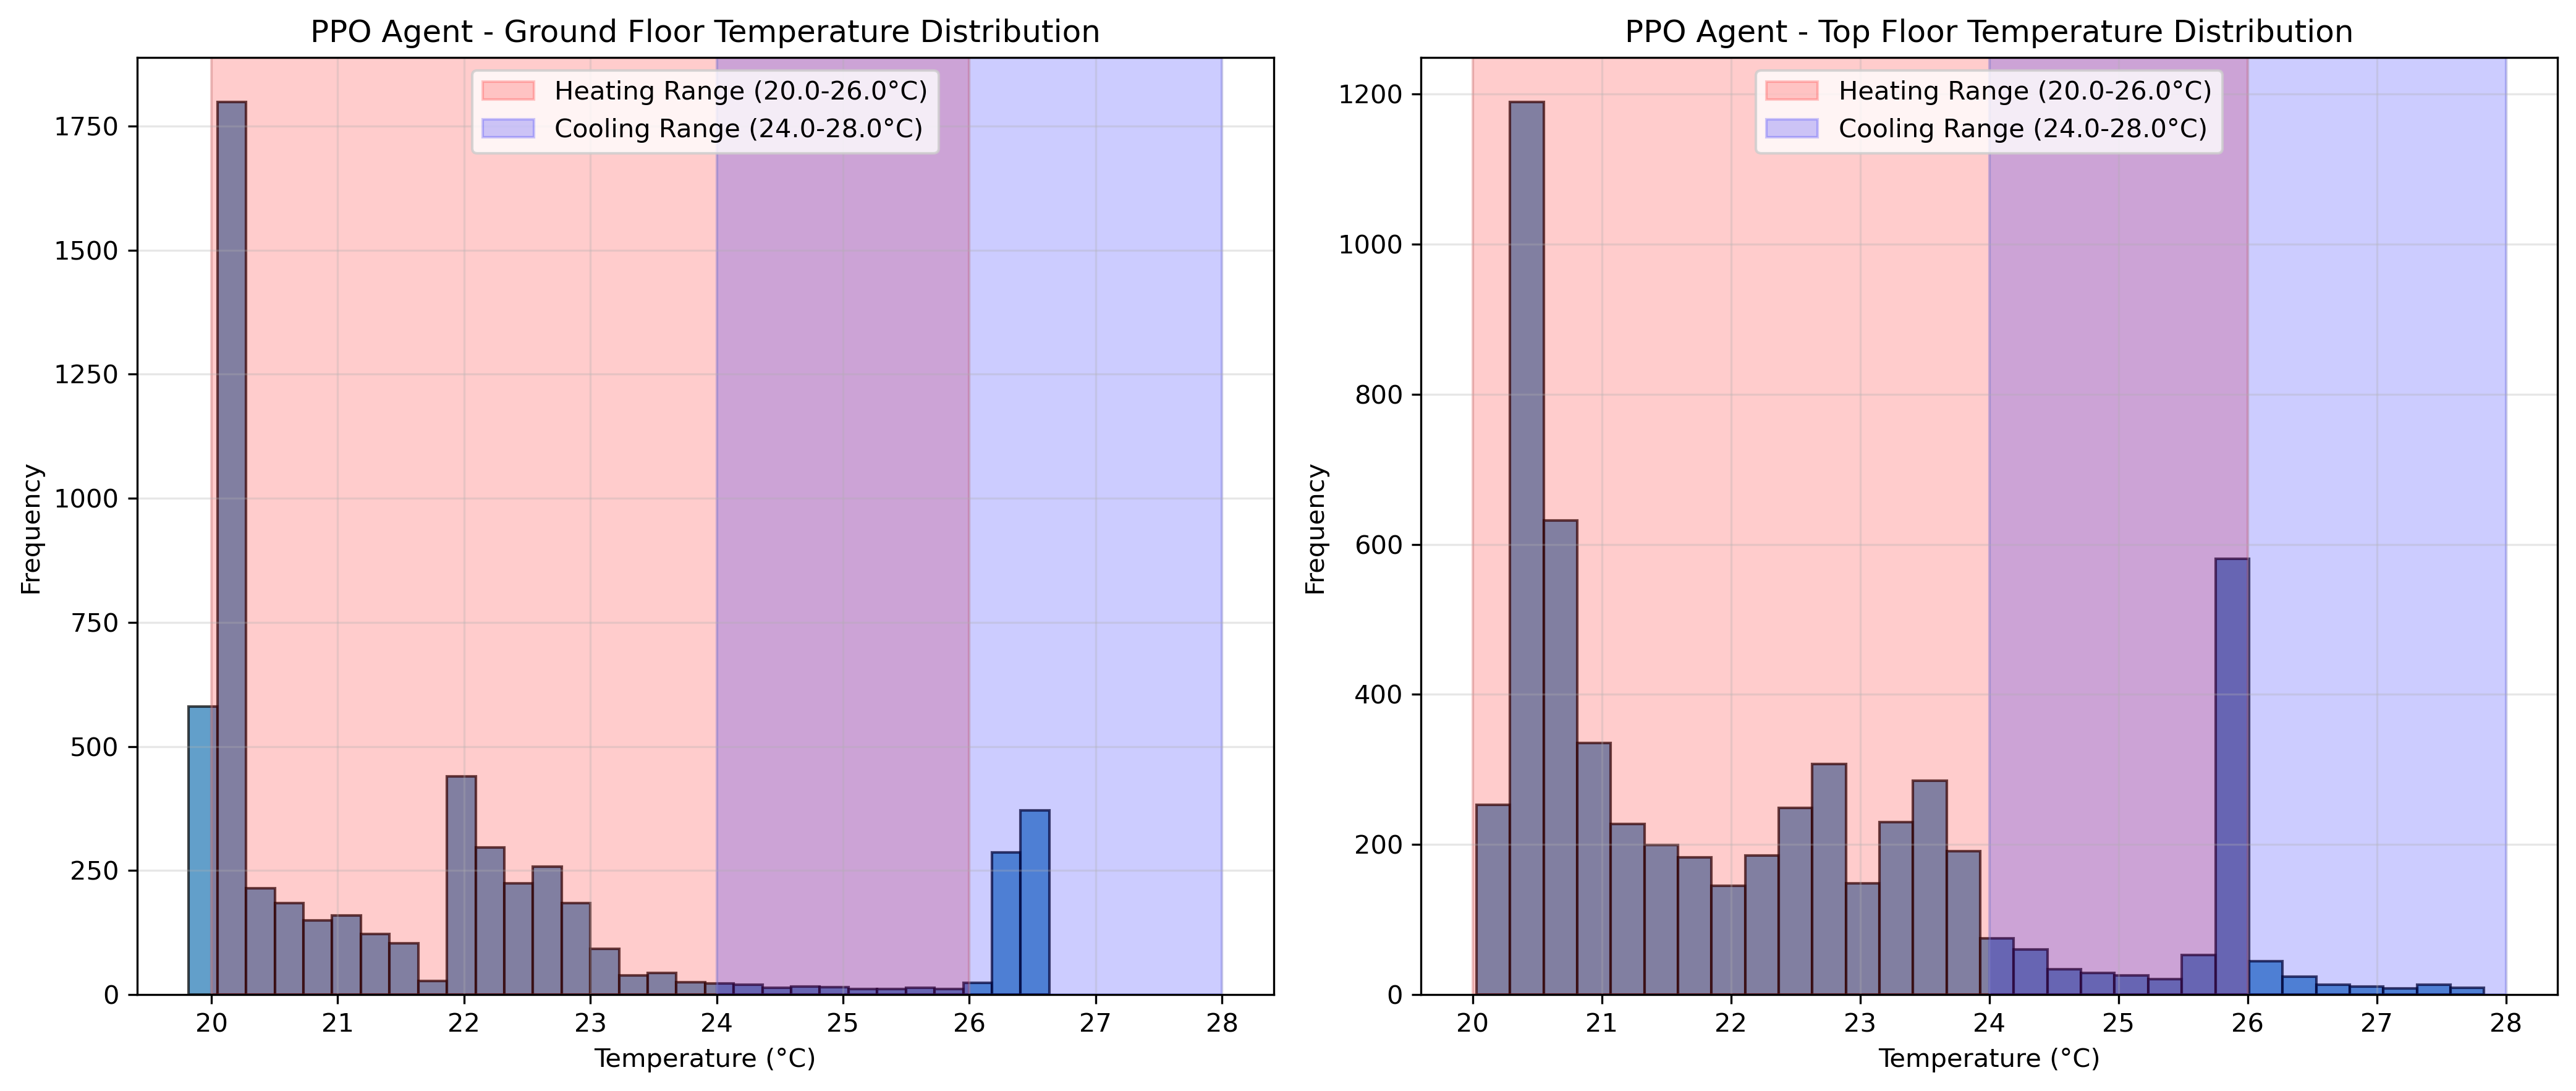 PPO Agent - Ground Floor Temperature Distribution
Heating Range (20.0-26.0°C)
Cooling Range (24.0-28.0°C)
1750
1500
1250
1000
750
500
250
0
Frequency
20 21 22 23 24 25 26 27 28
Temperature (°C)
PPO Agent - Top Floor Temperature Distribution
Heating Range (20.0-26.0°C)
Cooling Range (24.0-28.0°C)
1200
1000
800
600
400
200
0
Frequency
20 21 22 23 24 25 26 27 28
Temperature (°C)